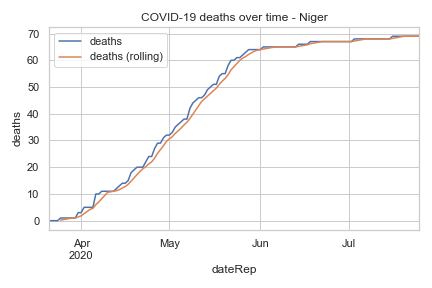 COVID-19 deaths over time - Niger
deaths
deaths (rolling)
70
60
50
40
30
20
10
0
deaths
Apr
2020
May
Jun
Jul
dateRep